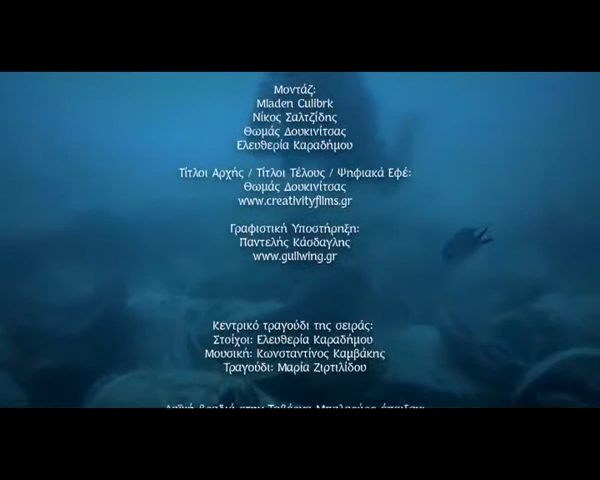 Μοντάζ:
Mladen Culibrk
Νίκος Σαλτζίδης
Θωμάς Δουκινίτσας
Ελευθερία Καραδήμου
Τίτλοι Αρχής / Τίτλοι Τέλους / Ψηφιακά Εφέ:
Θωμάς Δουκινίτσας
www.creativityfilms.gr
Γραφιστική Υποστήρηξη:
Παντελής Κάσδαγλης
www.gullwing.gr
Κεντρικό τραγούδι της σειράς:
Στοίχοι: Ελευθερία Καραδήμου
Μουσική: Κωνσταντίνος Καμβάκης
Τραγούδι: Μαρία Ζιρτιλίδου